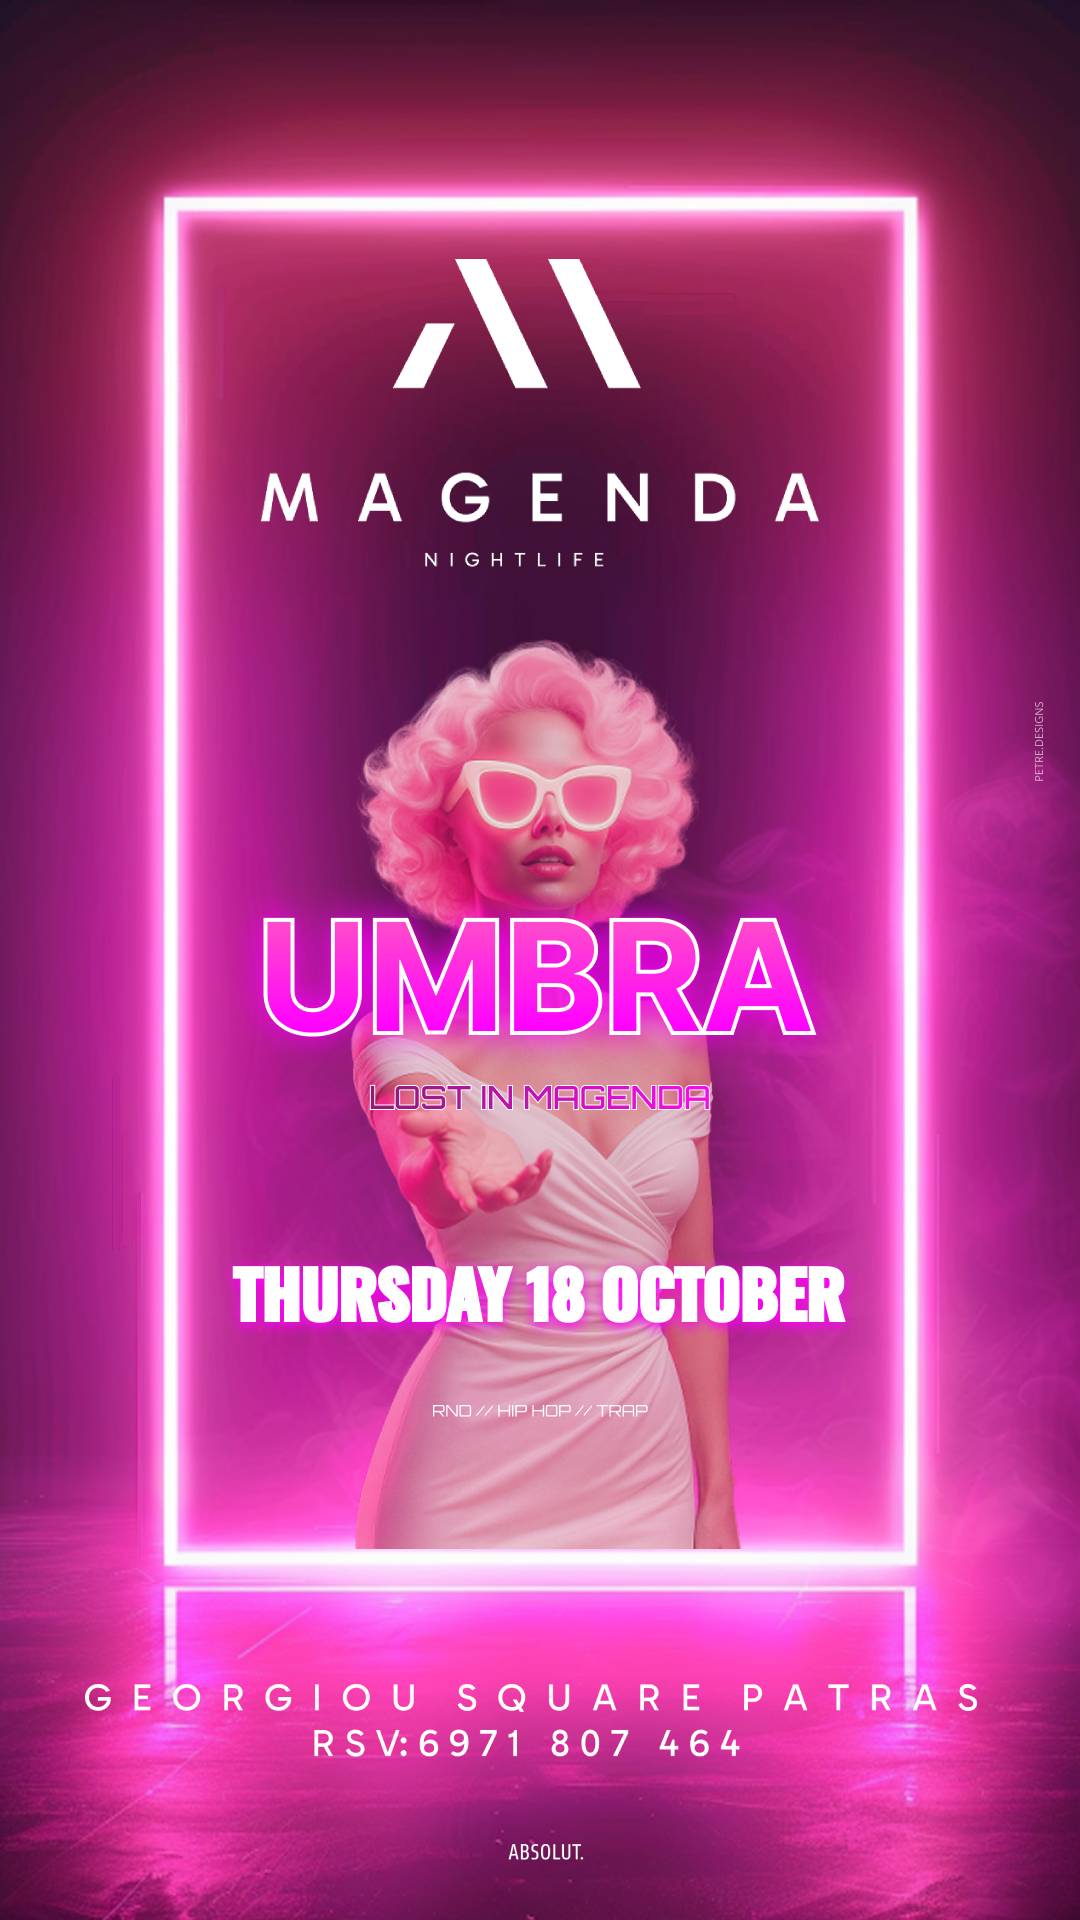 MAGENDA
NIGHTLIFE
PETRE.DESIGNS
UMBRA
LOST IN MAGENDA
THURSDAY 18 OCTOBER
RND // HIP HOP // TRAP
GEORGIOU SQUARE PATRAS
RSV:6971 807 464
ABSOLUT.